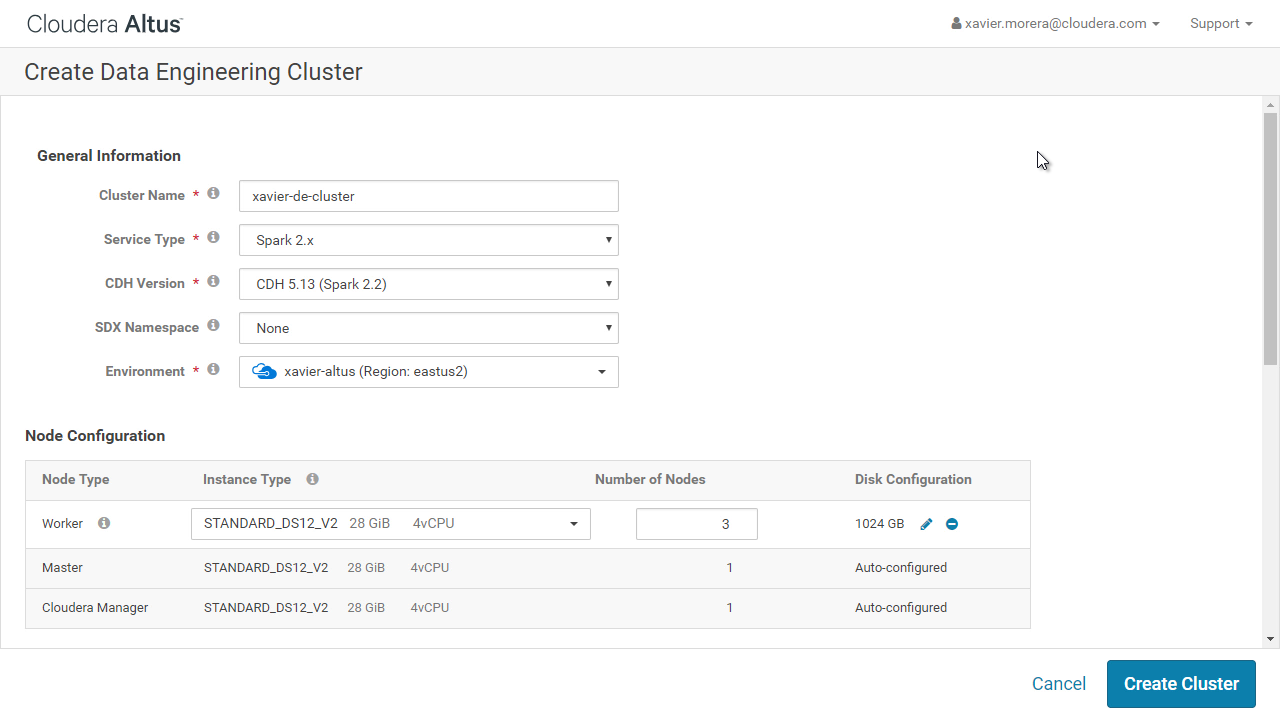 Cloudera Altus
xavier.morera@cloudera.com Support
Create Data Engineering Cluster
General Information
Cluster Name * xavier-de-cluster
Service Type * Spark 2.x
CDH Version * CDH 5.13 (Spark 2.2)
SDX Namespace None
Environment * xavier-altus (Region: eastus2)
Node Configuration
Node Type Instance Type Number of Nodes Disk Configuration
Worker STANDARD_DS12_V2 28 GiB 4vCPU 3 1024 GB
Master STANDARD_DS12_V2 28 GiB 4vCPU 1 Auto-configured
Cloudera Manager STANDARD_DS12_V2 28 GiB 4vCPU 1 Auto-configured
Cancel Create Cluster